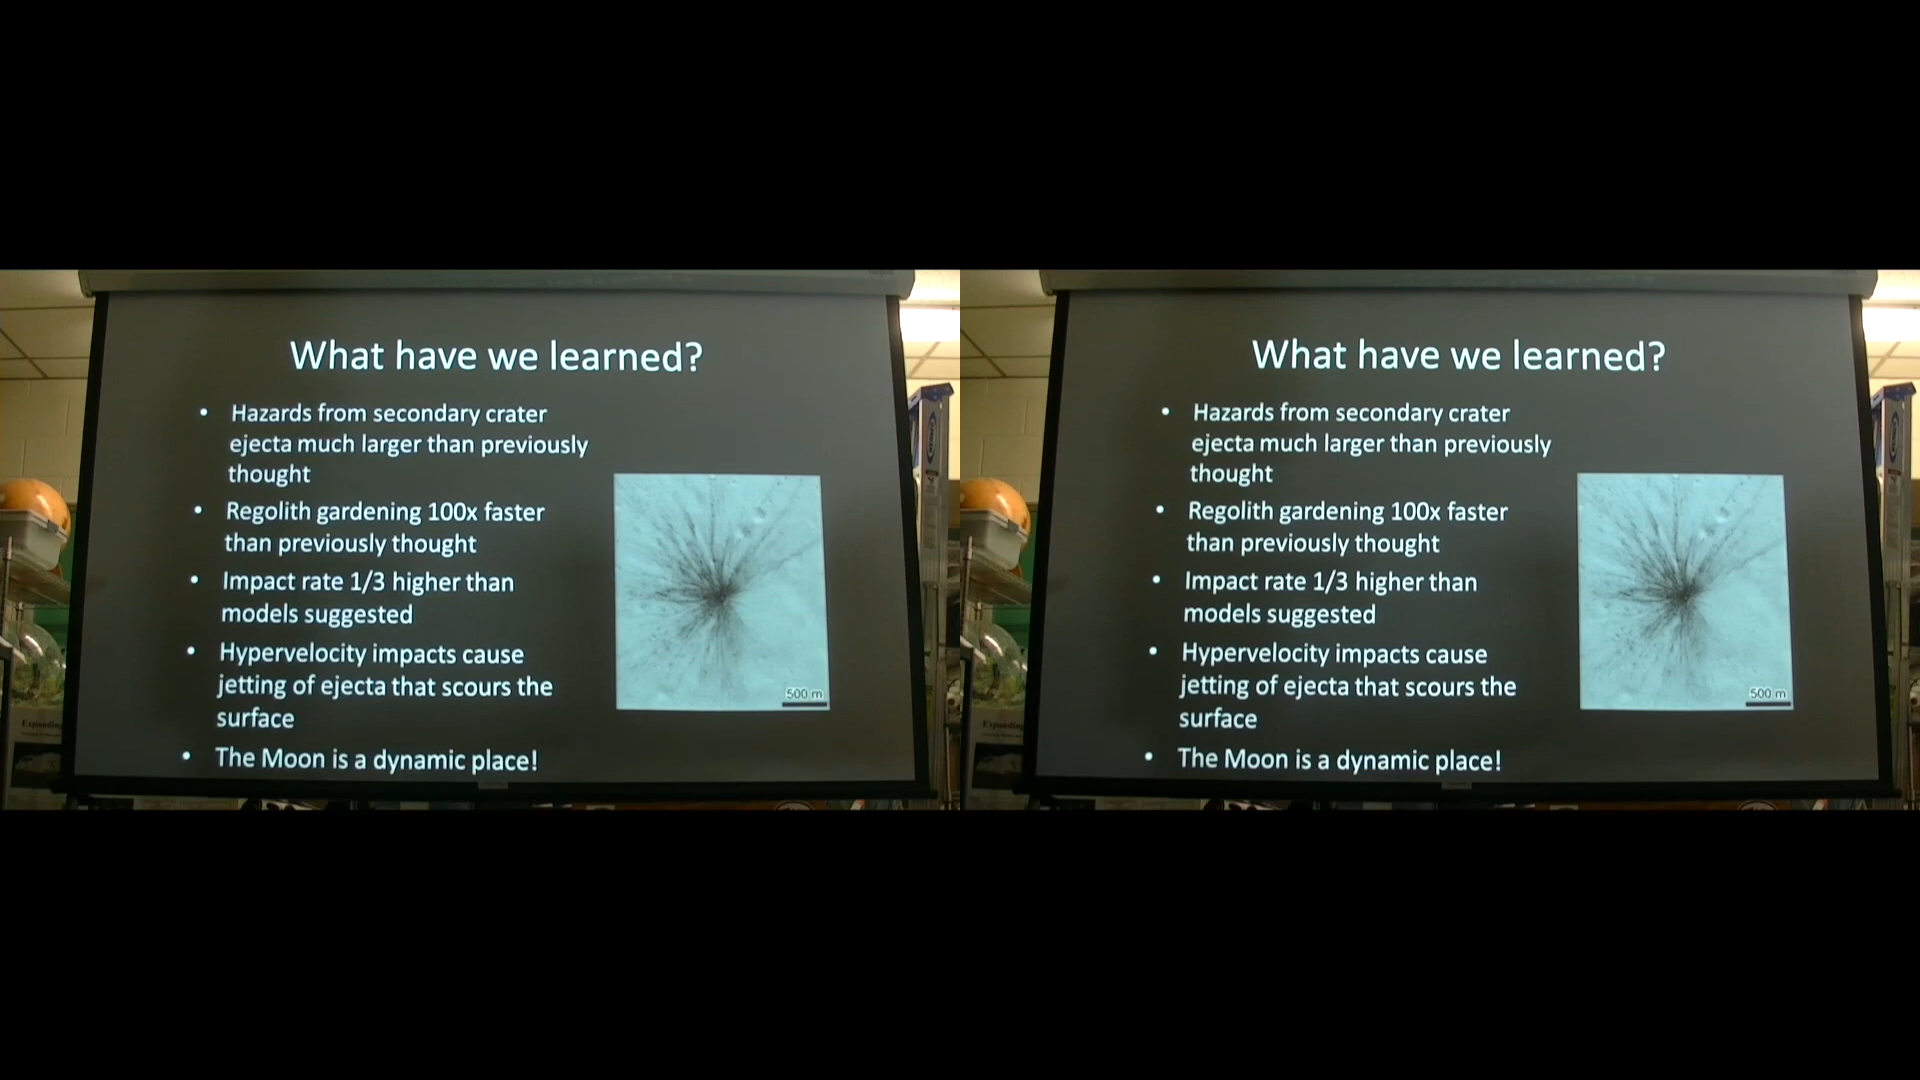 What have we learned?
• Hazards from secondary crater
ejecta much larger than previously
thought
• Regolith gardening 100x faster
than previously thought
• Impact rate 1/3 higher than
models suggested
• Hypervelocity impacts cause
jetting of ejecta that scours the
surface
• The Moon is a dynamic place!
500 m
Expanding
What have we learned?
• Hazards from secondary crater
ejecta much larger than previously
thought
• Regolith gardening 100x faster
than previously thought
• Impact rate 1/3 higher than
models suggested
• Hypervelocity impacts cause
jetting of ejecta that scours the
surface
• The Moon is a dynamic place!
500 m
Expanding